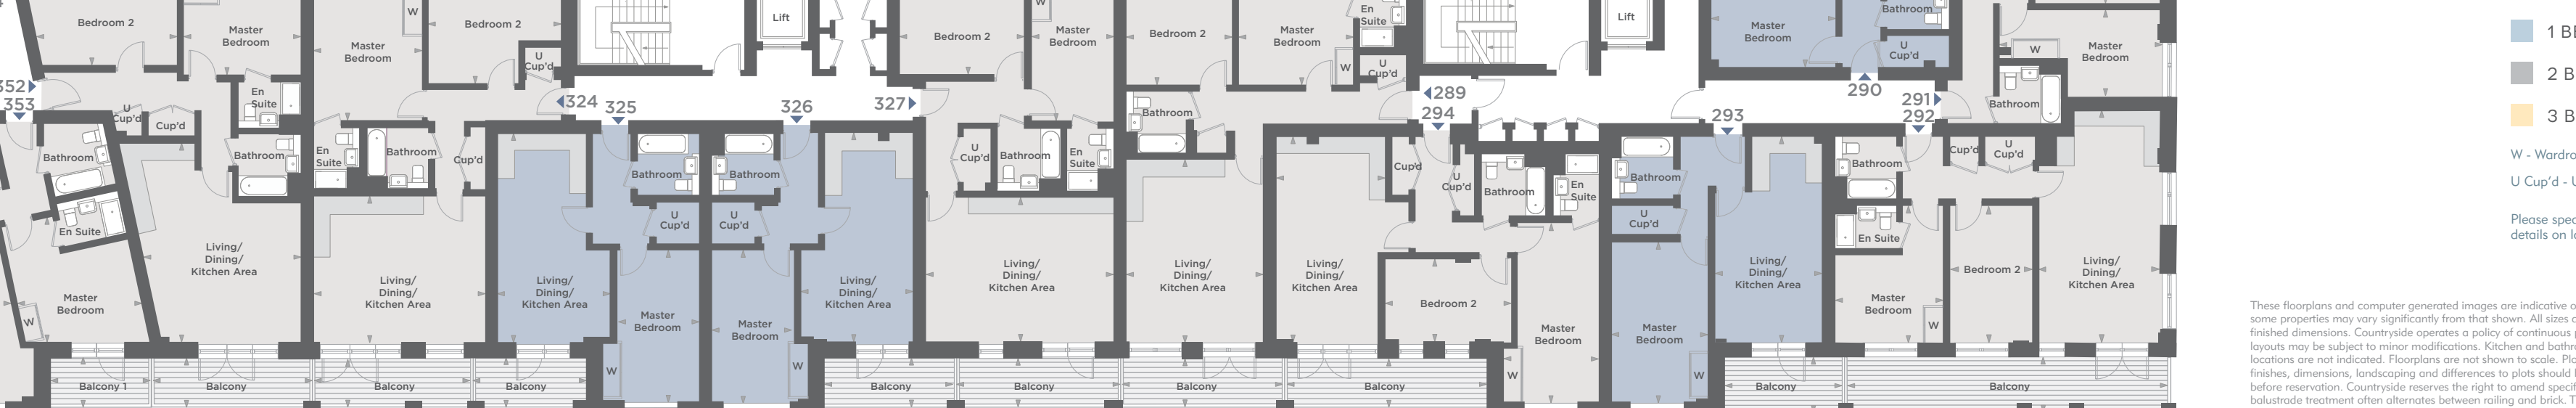 Bedroom 2
Master
Bedroom
W
Master
Bedroom
Bedroom 2
U
Cup'd
Lift
Bedroom 2
W
Master
Bedroom
Bedroom 2
Master
Bedroom
W
En
Suite
U
Cup'd
Lift
Master
Bedroom
Bathroom
U
Cup'd
W
Master
Bedroom
352
353
U
Cup'd
Cup'd
En
Suite
324
325
326
327
Bathroom
289
294
293
290
291
292
Bathroom
Bathroom
En Suite
Bathroom
En
Suite
Bathroom
Cup'd
Bathroom
U
Cup'd
Bathroom
U
Cup'd
U
Cup'd
Bathroom
En
Suite
Cup'd
U
Cup'd
Bathroom
En
Suite
Bathroom
U
Cup'd
Bathroom
En Suite
Cup'd
U
Cup'd
Master
Bedroom
W
Living/
Dining/
Kitchen Area
Living/
Dining/
Kitchen Area
Living/
Dining/
Kitchen Area
Master
Bedroom
W
Master
Bedroom
W
Living/
Dining/
Kitchen Area
Living/
Dining/
Kitchen Area
Living/
Dining/
Kitchen Area
Living/
Dining/
Kitchen Area
Bedroom 2
Master
Bedroom
W
Master
Bedroom
W
Living/
Dining/
Kitchen Area
Master
Bedroom
W
Bedroom 2
Living/
Dining/
Kitchen Area
Balcony 1
Balcony
Balcony
Balcony
Balcony
Balcony
Balcony
Balcony
Balcony
Balcony
1 B
2 B
3 B
W - Wardro
U Cup'd - U
Please spec
details on l
These floorplans and computer generated images are indicative o
some properties may vary significantly from that shown. All sizes a
finished dimensions. Countryside operates a policy of continuous
layouts may be subject to minor modifications. Kitchen and bathr
locations are not indicated. Floorplans are not shown to scale. Pl
finishes, dimensions, landscaping and differences to plots should
before reservation. Countryside reserves the right to amend specif
balustrade treatment often alternates between railing and brick. T